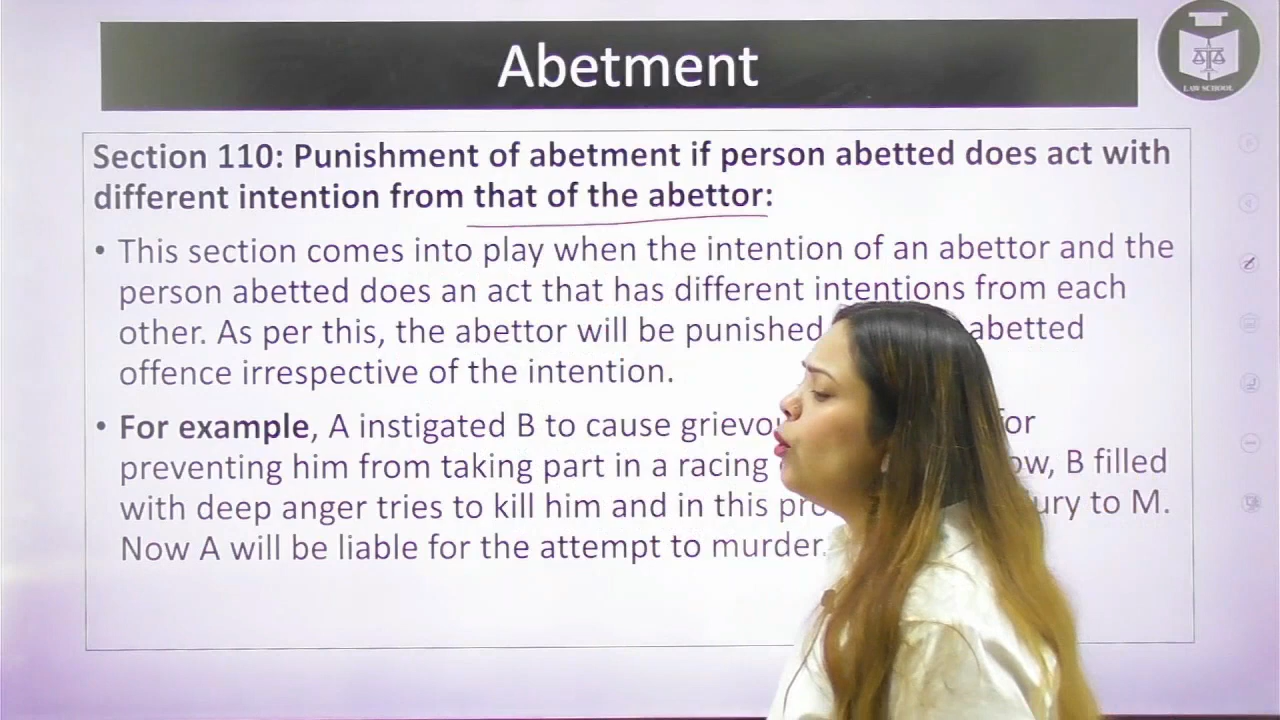 Abetment
LAW SCHOOL
Section 110: Punishment of abetment if person abetted does act with
different intention from that of the abettor:
• This section comes into play when the intention of an abettor and the
person abetted does an act that has different intentions from each
other. As per this, the abettor will be punished abetted
offence irrespective of the intention.
• For example, A instigated B to cause
preventing him from taking part in a racing B filled
with deep anger tries to kill him and in this to M.
Now A will be liable for the attempt to murder.